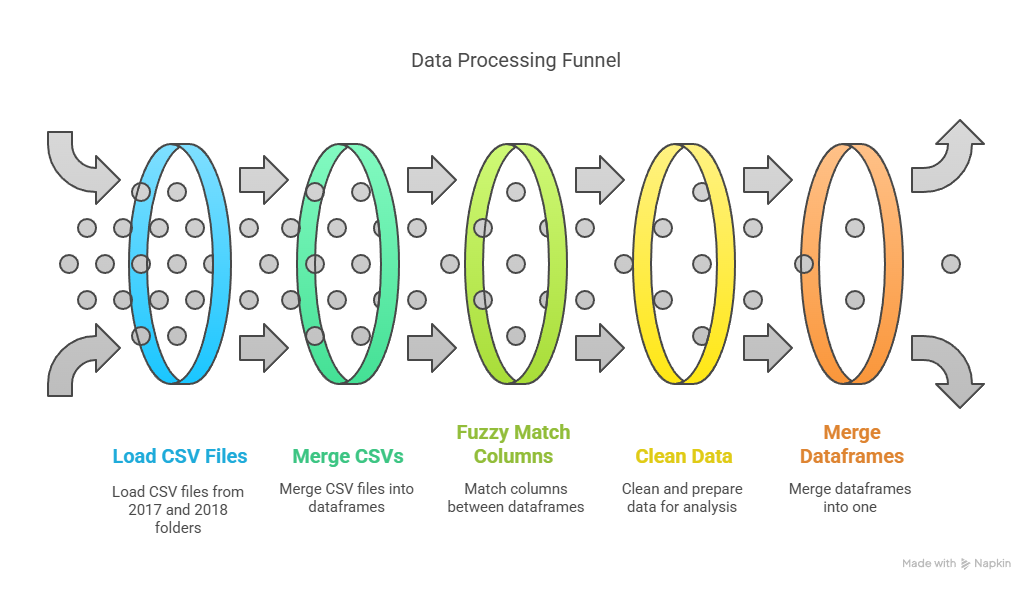 Data Processing Funnel
Load CSV Files
Load CSV files from
2017 and 2018
folders
Merge CSVs
Merge CSV files into
dataframes
Fuzzy Match
Columns
Match columns
between dataframes
Clean Data
Clean and prepare
data for analysis
Merge
Dataframes
Merge dataframes
into one
Made with Napkin